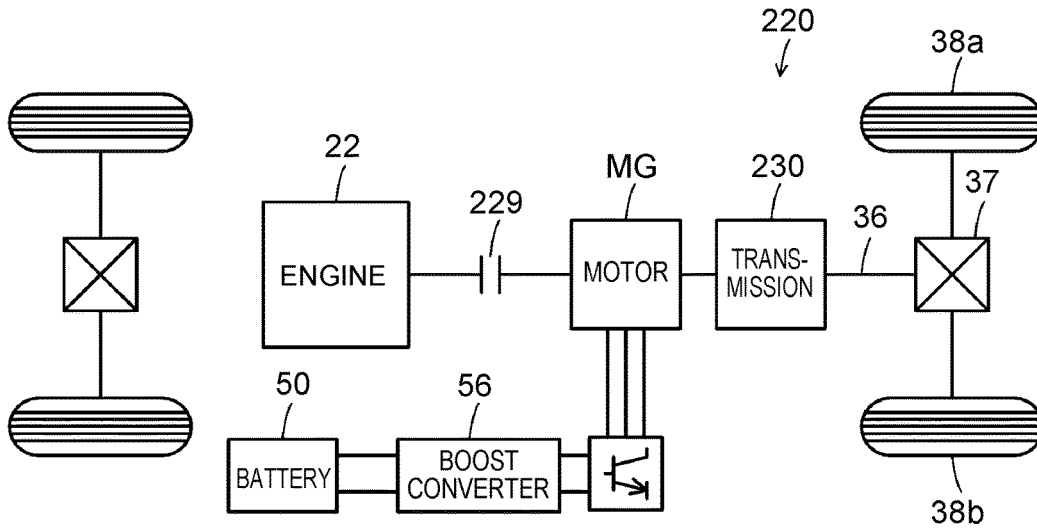 220
38a
22
MG
230
37
229
36
ENGINE
MOTOR
TRANS-
MISSION
50
56
BATTERY
BOOST
CONVERTER
38b